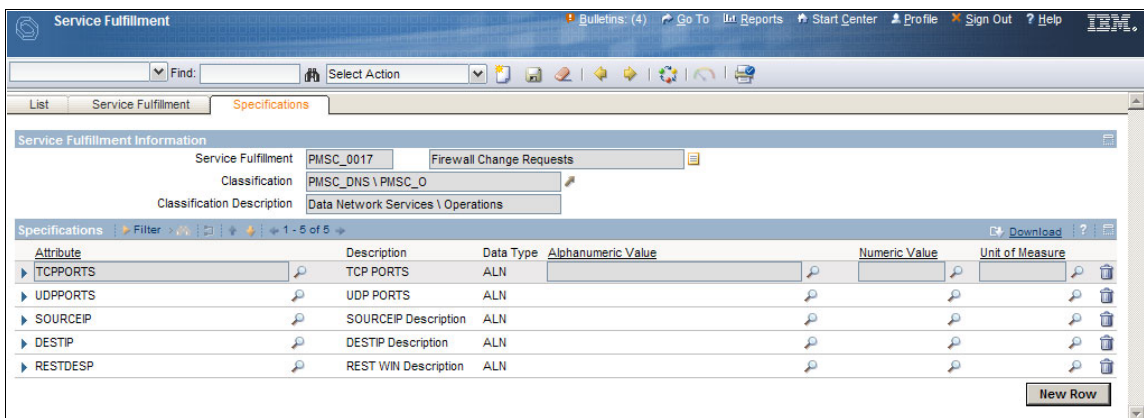 Service Fulfillment Bulletins: (4) Go To Reports Start Center Profile Sign Out ? Help IBM.
Find: Select Action
List Service Fulfillment Specifications
Service Fulfillment Information
Service Fulfillment PMSC_0017 Firewall Change Requests
Classification PMSC_DNS \ PMSC_O
Classification Description Data Network Services \ Operations
Specifications Filter 1 - 5 of 5 Download ?
Attribute Description Data Type Alphanumeric Value Numeric Value Unit of Measure
TCPPORTS TCP PORTS ALN
UDPPORTS UDP PORTS ALN
SOURCEIP SOURCEIP Description ALN
DESTIP DESTIP Description ALN
RESTDESP REST WIN Description ALN
New Row